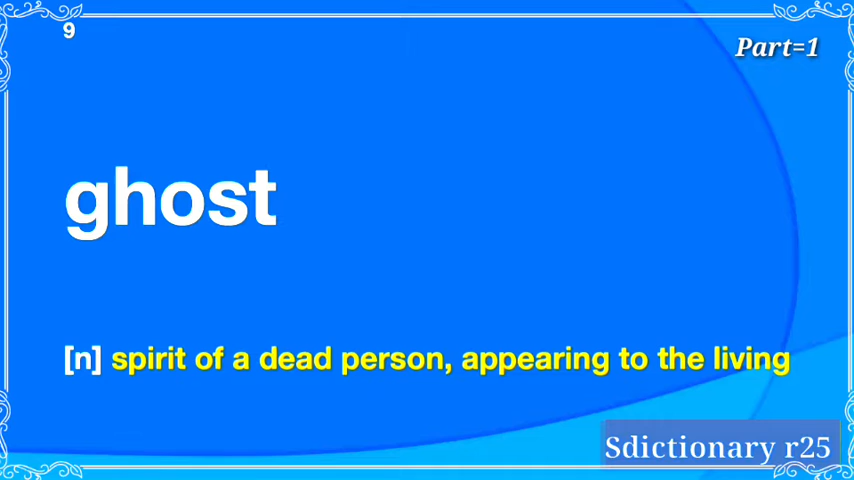 9
Part=1
ghost
[n] spirit of a dead person, appearing to the living
Sdictionary r25